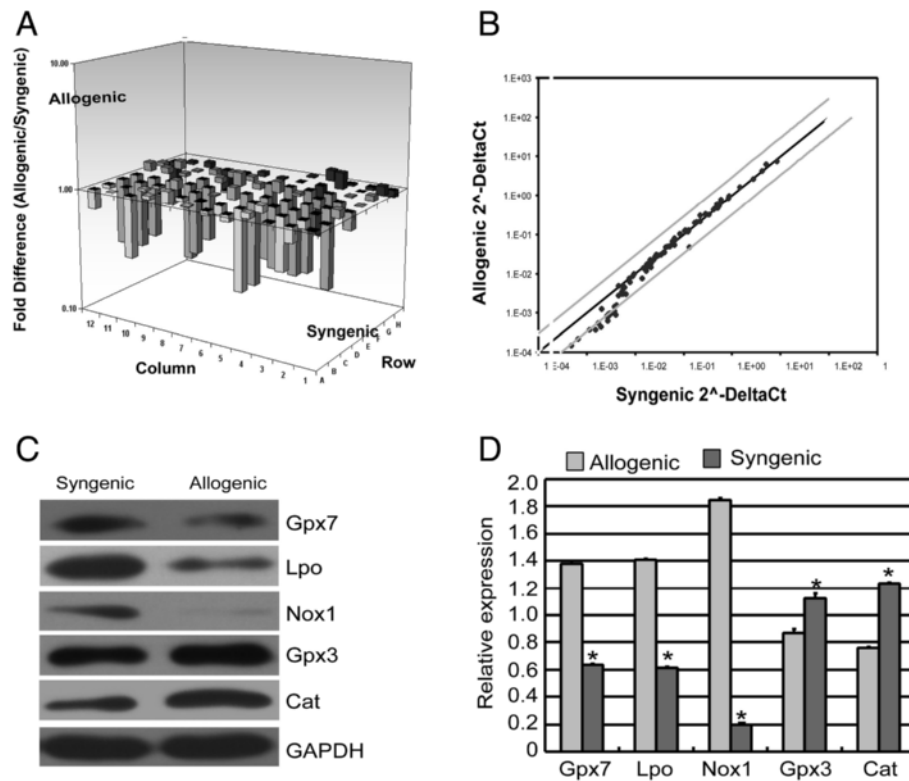 A
Fold Difference (Allogenic/Syngenic)
10.00
Allogenic
1.00
0.10
12 11 10 9 8 7 6 5 4 3 2 1
Column
Syngenic
A B C D E F G H
Row
B
Allogenic 2^-DeltaCt
1.E+03
1.E+02
1.E+01
1.E+00
1.E-01
1.E-02
1.E-03
1.E-04
1.E-03 1.E-02 1.E-01 1.E+00 1.E+01 1.E+02
Syngenic 2^-DeltaCt
C
Syngenic Allogenic
Gpx7
Lpo
Nox1
Gpx3
Cat
GAPDH
D
Allogenic Syngenic
Relative expression
2.0
1.8
1.6
1.4
1.2
1.0
0.8
0.6
0.4
0.2
0
* * * * *
Gpx7 Lpo Nox1 Gpx3 Cat